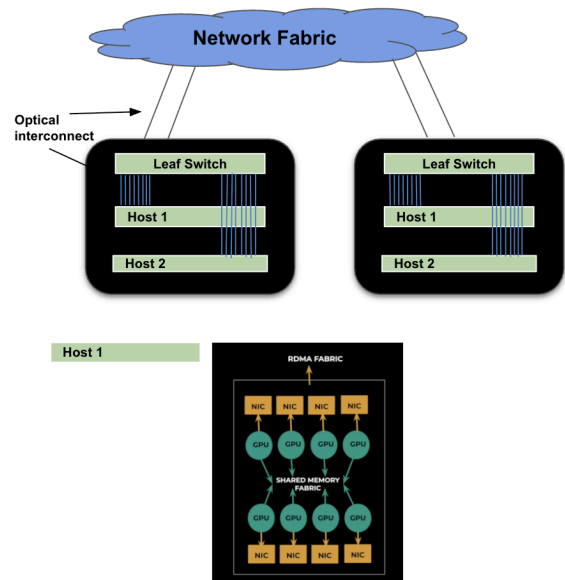 Network Fabric
Optical
interconnect
Leaf Switch
Host 1
Host 2
Leaf Switch
Host 1
Host 2
Host 1
RDMA FABRIC
NIC NIC NIC NIC
GPU GPU GPU GPU
SHARED MEMORY
FABRIC
GPU GPU GPU GPU
NIC NIC NIC NIC